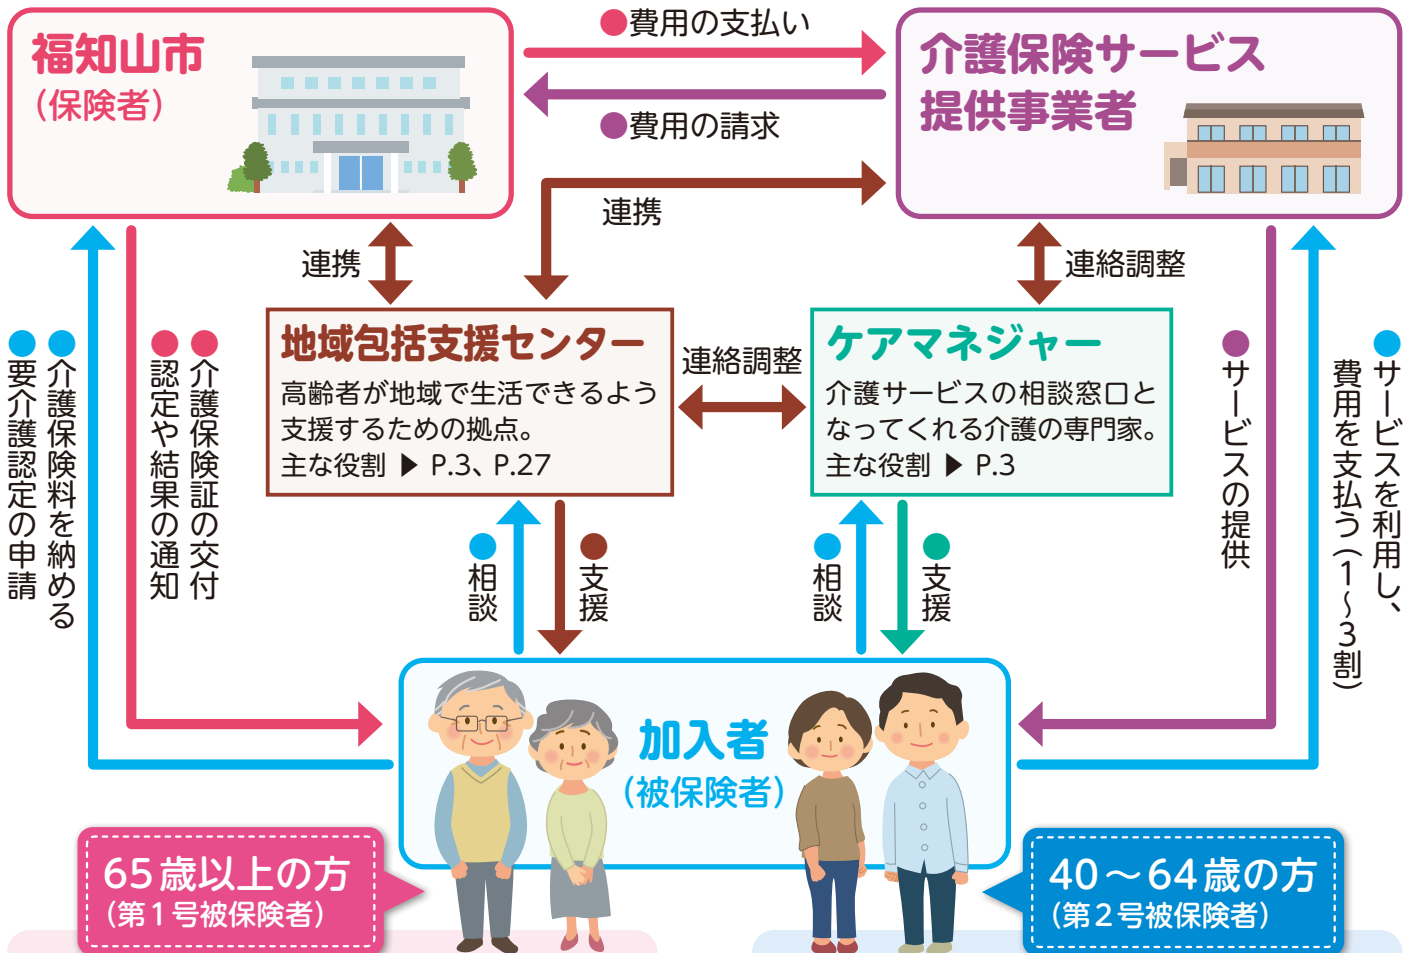 福知山市
(保険者)
●費用の支払い
●費用の請求
介護保険サービス
提供事業者
連携
連携
連絡調整
地域包括支援センター
高齢者が地域で生活できるよう
支援するための拠点。
主な役割 ▶ P.3、P.27
連絡調整
ケアマネジャー
介護サービスの相談窓口と
なってくれる介護の専門家。
主な役割 ▶ P.3
●介護保険料を納める
●要介護認定の申請
●介護保険証の交付
●認定や結果の通知
●サービスの提供
●サービスを利用し、
費用を支払う(1〜3割)
●相談
●支援
●相談
●支援
加入者
(被保険者)
65歳以上の方
(第1号被保険者)
40〜64歳の方
(第2号被保険者)